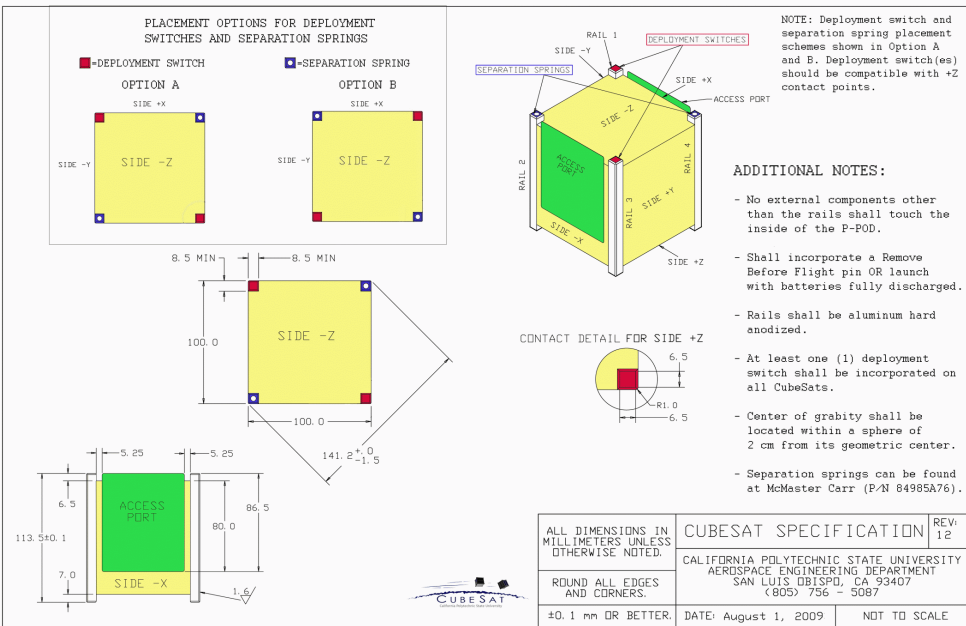 PLACEMENT OPTIONS FOR DEPLOYMENT
SWITCHES AND SEPARATION SPRINGS
=DEPLOYMENT SWITCH
=SEPARATION SPRING
OPTION A
OPTION B
SIDE +X
SIDE -Y
SIDE -Z
SIDE +X
SIDE -Y
SIDE -Z
RAIL 1
DEPLOYMENT SWITCHES
SIDE -Y
SEPARATION SPRINGS
SIDE +X
ACCESS PORT
SIDE -Z
ACCESS
PORT
RAIL 2
RAIL 4
RAIL 3
SIDE +Y
SIDE -X
SIDE +Z
NOTE: Deployment switch and
separation spring placement
schemes shown in Option A
and B. Deployment switch(es)
should be compatible with +Z
contact points.
ADDITIONAL NOTES:
- No external components other
than the rails shall touch the
inside of the P-POD.
- Shall incorporate a Remove
Before Flight pin OR launch
with batteries fully discharged.
- Rails shall be aluminum hard
anodized.
- At least one (1) deployment
switch shall be incorporated on
all CubeSats.
- Center of grabity shall be
located within a sphere of
2 cm from its geometric center.
- Separation springs can be found
at McMaster Carr (P/N 84985A76).
8.5 MIN
8.5 MIN
100.0
SIDE -Z
100.0
141.2 +.0 -1.5
CONTACT DETAIL FOR SIDE +Z
6.5
R1.0
6.5
5.25
5.25
6.5
ACCESS
PORT
86.5
80.0
113.5±0.1
7.0
SIDE -X
1.6
CUBESAT
California Polytechnic State University
ALL DIMENSIONS IN
MILLIMETERS UNLESS
OTHERWISE NOTED.
ROUND ALL EDGES
AND CORNERS.
±0.1 mm OR BETTER.
CUBESAT SPECIFICATION
REV:
12
CALIFORNIA POLYTECHNIC STATE UNIVERSITY
AEROSPACE ENGINEERING DEPARTMENT
SAN LUIS OBISPO, CA 93407
(805) 756 - 5087
DATE: August 1, 2009
NOT TO SCALE